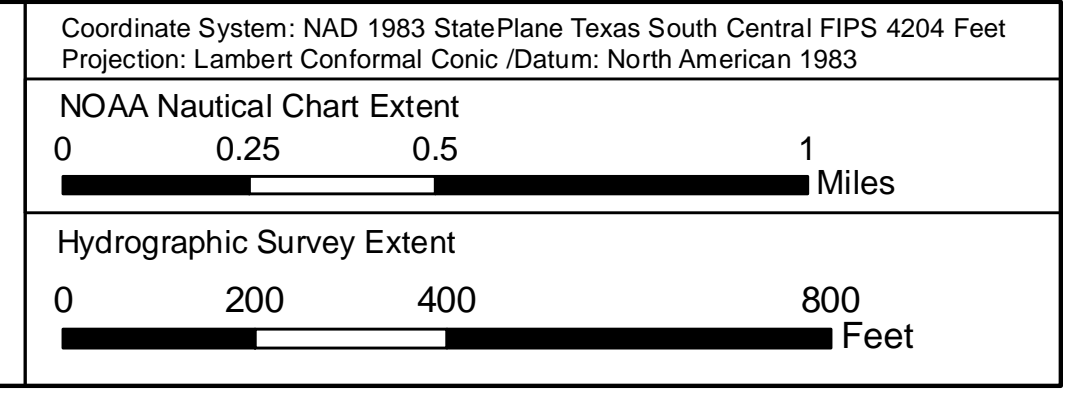 Coordinate System: NAD 1983 StatePlane Texas South Central FIPS 4204 Feet
Projection: Lambert Conformal Conic /Datum: North American 1983
NOAA Nautical Chart Extent
0 0.25 0.5 1
Miles
Hydrographic Survey Extent
0 200 400 800
Feet